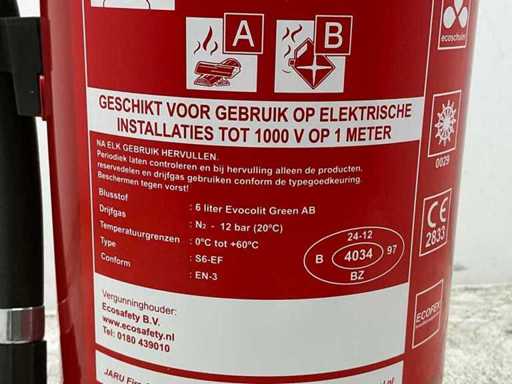 A
B
ecoschuim
GESCHIKT VOOR GEBRUIK OP ELEKTRISCHE
INSTALLATIES TOT 1000 V OP 1 METER
NA ELK GEBRUIK HERVULLEN.
Periodiek laten controleren en bij hervulling alleen de producten,
reservedelen en drijfgas gebruiken conform de typegoedkeuring.
Beschermen tegen vorst!
Blusstof : 6 liter Evocolit Green AB
Drijfgas : N2 - 12 bar (20°C)
Temperatuurgrenzen : 0°C tot +60°C
Type : S6-EF
Conform : EN-3
0029
CE
2833
24-12
B 4034 97
BZ
ECOFEX
Vergunninghouder:
Ecosafety B.V.
www.ecosafety.nl
Tel: 0180 439010
JARU